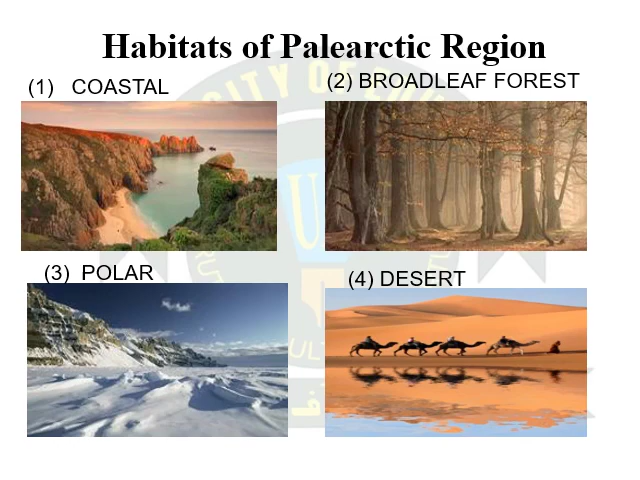 Habitats of Palearctic Region
(1) COASTAL
(2) BROADLEAF FOREST
(3) POLAR
(4) DESERT